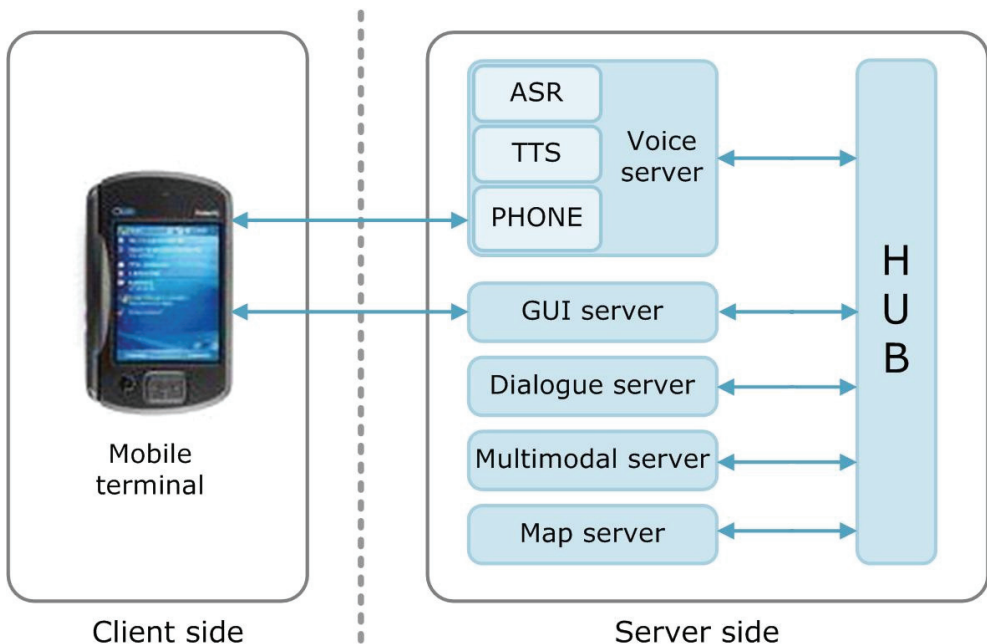 ASR
TTS
PHONE
Voice
server
GUI server
Dialogue server
Multimodal server
Map server
H
U
B
Mobile
terminal
Client side
Server side